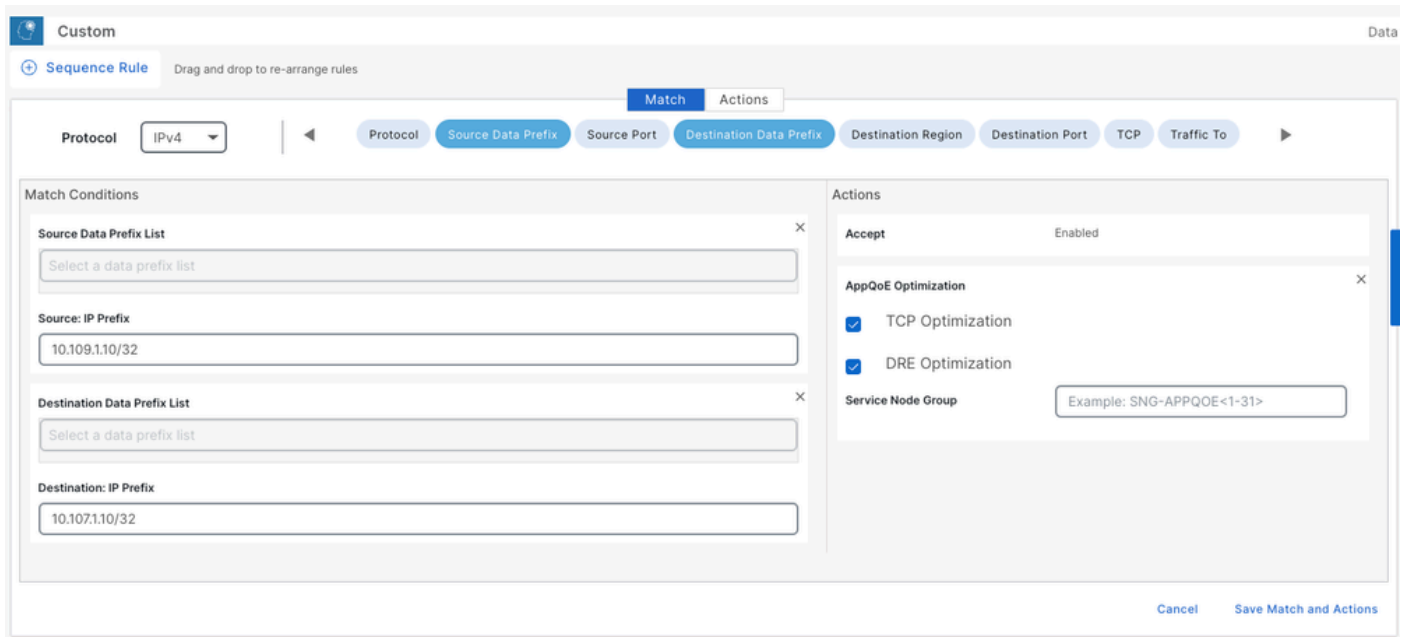 Custom
Data
Sequence Rule Drag and drop to re-arrange rules
Match Actions
Protocol IPv4 Protocol Source Data Prefix Source Port Destination Data Prefix Destination Region Destination Port TCP Traffic To
Match Conditions
Source Data Prefix List
Select a data prefix list
Source: IP Prefix
10.109.1.10/32
Destination Data Prefix List
Select a data prefix list
Destination: IP Prefix
10.107.1.10/32
Actions
Accept Enabled
AppQoE Optimization
TCP Optimization
DRE Optimization
Service Node Group Example: SNG-APPQOE<1-31>
Cancel Save Match and Actions